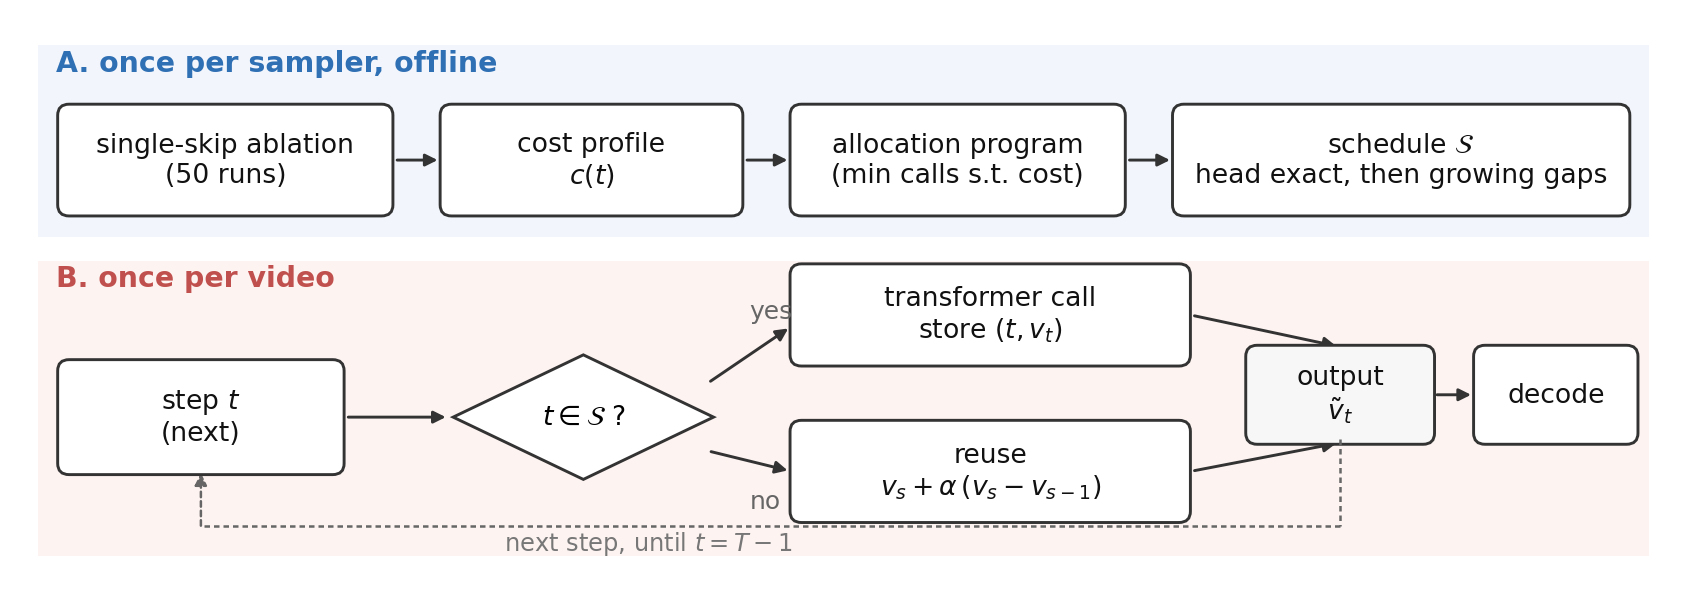 A. once per sampler, offline
single-skip ablation
(50 runs)
cost profile
c(t)
allocation program
(min calls s.t. cost)
schedule 𝒮
head exact, then growing gaps
B. once per video
step t
(next)
t ∈ 𝒮 ?
yes
transformer call
store (t, v_t)
no
reuse
v_s + α (v_s − v_{s−1})
output
ṽ_t
decode
next step, until t = T − 1